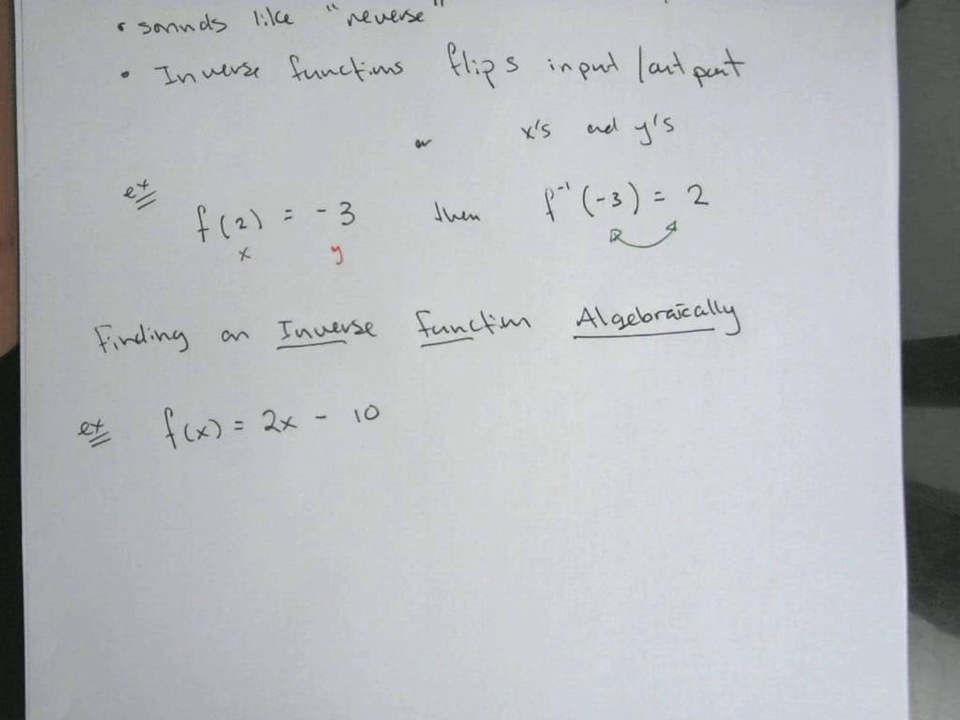 • sounds like "reverse"
• Inverse functions flips input/output
or x's and y's
ex f(2) = -3 then f⁻¹(-3) = 2
x y
Finding an Inverse Function Algebraically
ex f(x) = 2x - 10